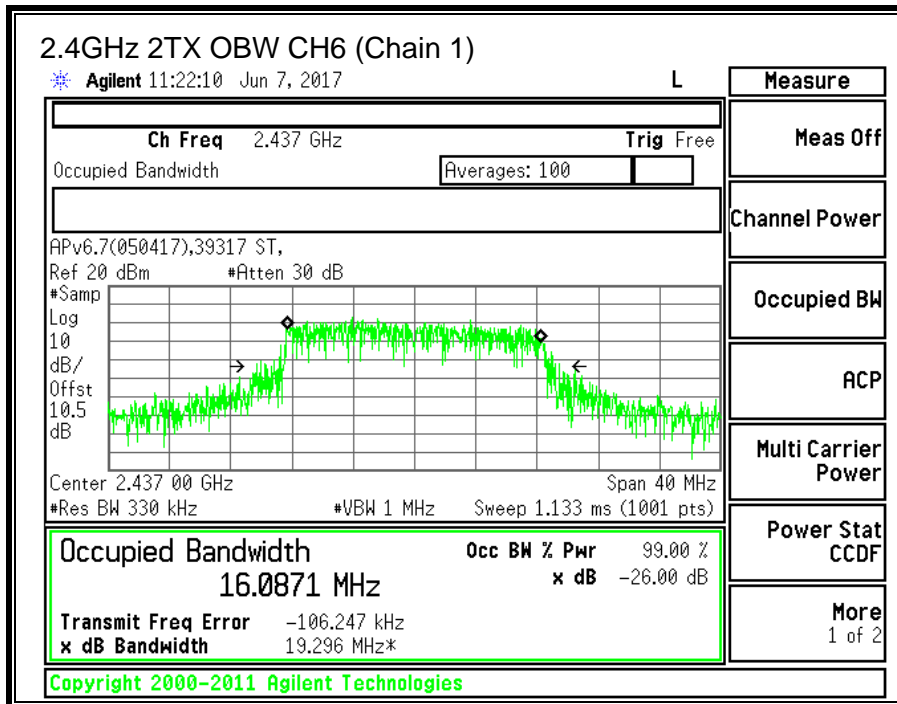 2.4GHz 2TX OBW CH6 (Chain 1)
Agilent 11:22:10 Jun 7, 2017 L
Ch Freq 2.437 GHz Trig Free
Occupied Bandwidth Averages: 100
APv6.7(050417),39317 ST,
Ref 20 dBm #Atten 30 dB
#Samp
Log
10
dB/
Offst
10.5
dB
Center 2.437 00 GHz Span 40 MHz
#Res BW 330 kHz #VBW 1 MHz Sweep 1.133 ms (1001 pts)
Occupied Bandwidth Occ BW % Pwr 99.00 %
16.0871 MHz x dB -26.00 dB
Transmit Freq Error -106.247 kHz
x dB Bandwidth 19.296 MHz*
Copyright 2000-2011 Agilent Technologies
Measure
Meas Off
Channel Power
Occupied BW
ACP
Multi Carrier
Power
Power Stat
CCDF
More
1 of 2